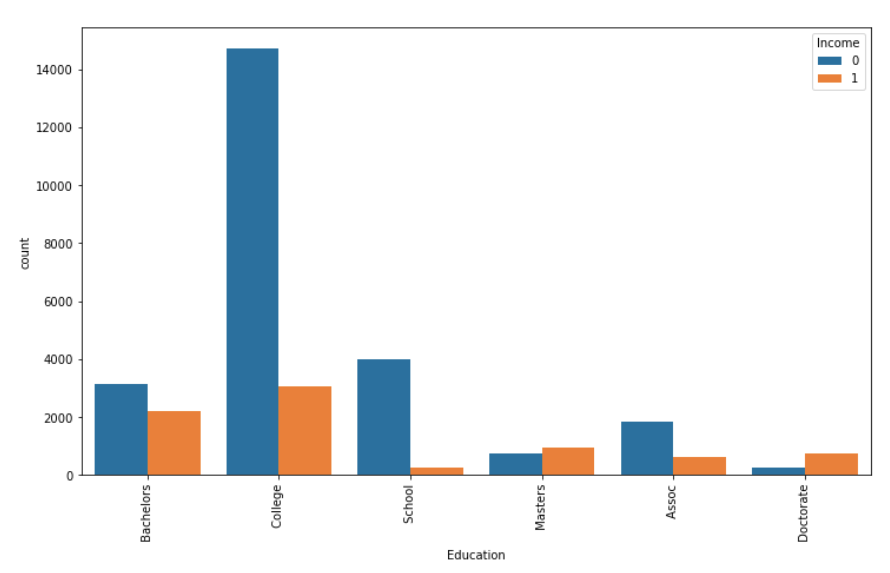 Income
0
1
14000
12000
10000
8000
6000
4000
2000
0
count
Bachelors
College
School
Masters
Assoc
Doctorate
Education